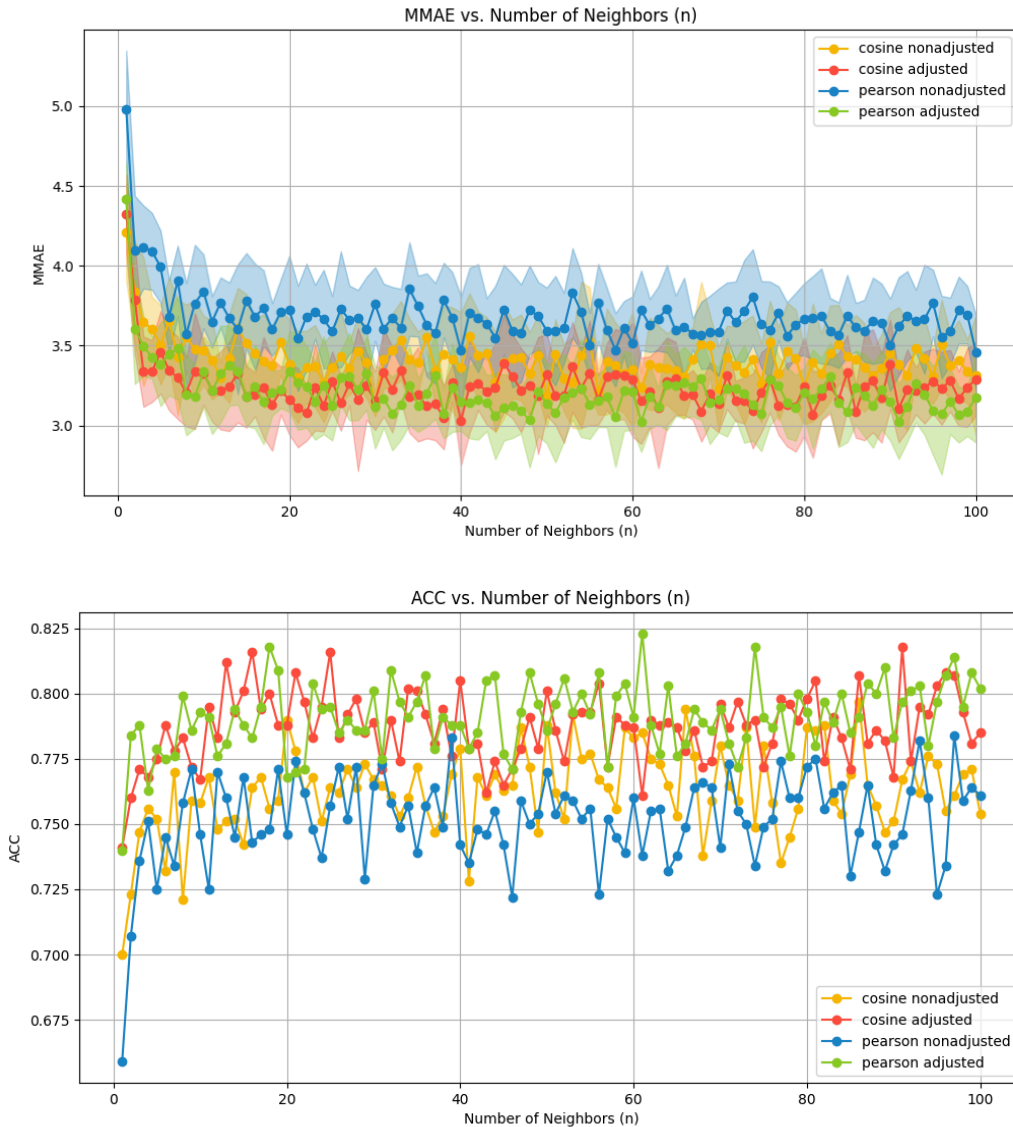 MMAE vs. Number of Neighbors (n)
cosine nonadjusted
cosine adjusted
pearson nonadjusted
pearson adjusted
MMAE
5.0
4.5
4.0
3.5
3.0
0 20 40 60 80 100
Number of Neighbors (n)
ACC vs. Number of Neighbors (n)
ACC
0.825
0.800
0.775
0.750
0.725
0.700
0.675
cosine nonadjusted
cosine adjusted
pearson nonadjusted
pearson adjusted
0 20 40 60 80 100
Number of Neighbors (n)